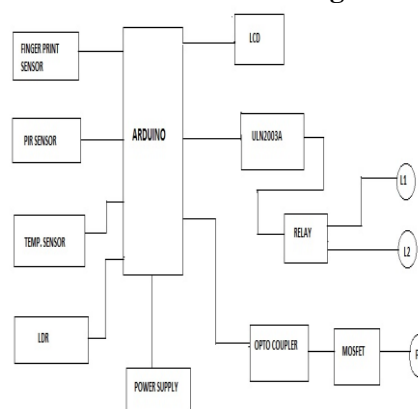 FINGER PRINT
SENSOR
LCD
PIR SENSOR
ARDUINO
ULN2003A
L1
TEMP. SENSOR
RELAY
L2
LDR
OPTO COUPLER
MOSFET
POWER SUPPLY